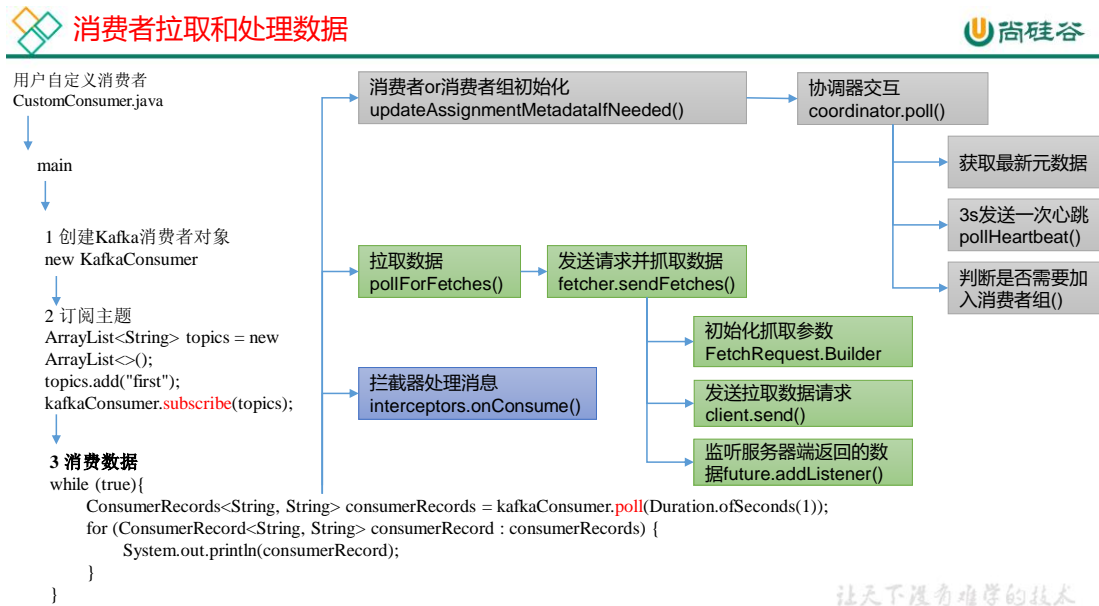 消费者拉取和处理数据
尚硅谷
用户自定义消费者
CustomConsumer.java
main
1 创建Kafka消费者对象
new KafkaConsumer
2 订阅主题
ArrayList<String> topics = new
ArrayList<>();
topics.add("first");
kafkaConsumer.subscribe(topics);
3 消费数据
while (true){
ConsumerRecords<String, String> consumerRecords = kafkaConsumer.poll(Duration.ofSeconds(1));
for (ConsumerRecord<String, String> consumerRecord : consumerRecords) {
System.out.println(consumerRecord);
}
}
消费者or消费者组初始化
updateAssignmentMetadataIfNeeded()
协调器交互
coordinator.poll()
获取最新元数据
3s发送一次心跳
pollHeartbeat()
判断是否需要加
入消费者组()
拉取数据
pollForFetches()
发送请求并抓取数据
fetcher.sendFetches()
初始化抓取参数
FetchRequest.Builder
发送拉取数据请求
client.send()
监听服务器端返回的数
据future.addListener()
拦截器处理消息
interceptors.onConsume()
让天下没有难学的技术